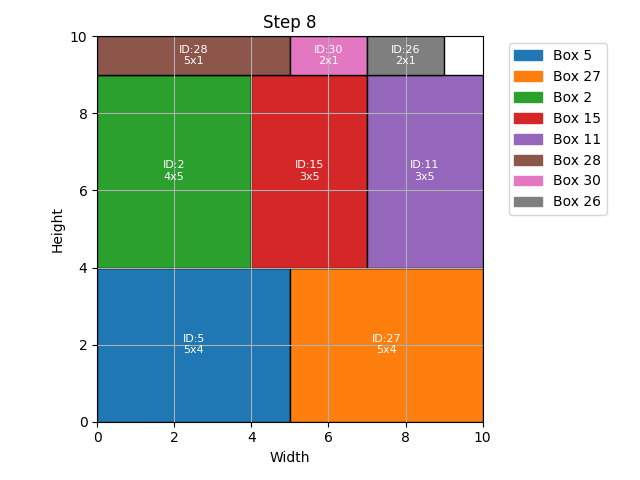 Step 8
10
8
6
4
2
0
Height
0 2 4 6 8 10
Width
ID:28
5x1
ID:30
2x1
ID:26
2x1
ID:2
4x5
ID:15
3x5
ID:11
3x5
ID:5
5x4
ID:27
5x4
Box 5
Box 27
Box 2
Box 15
Box 11
Box 28
Box 30
Box 26